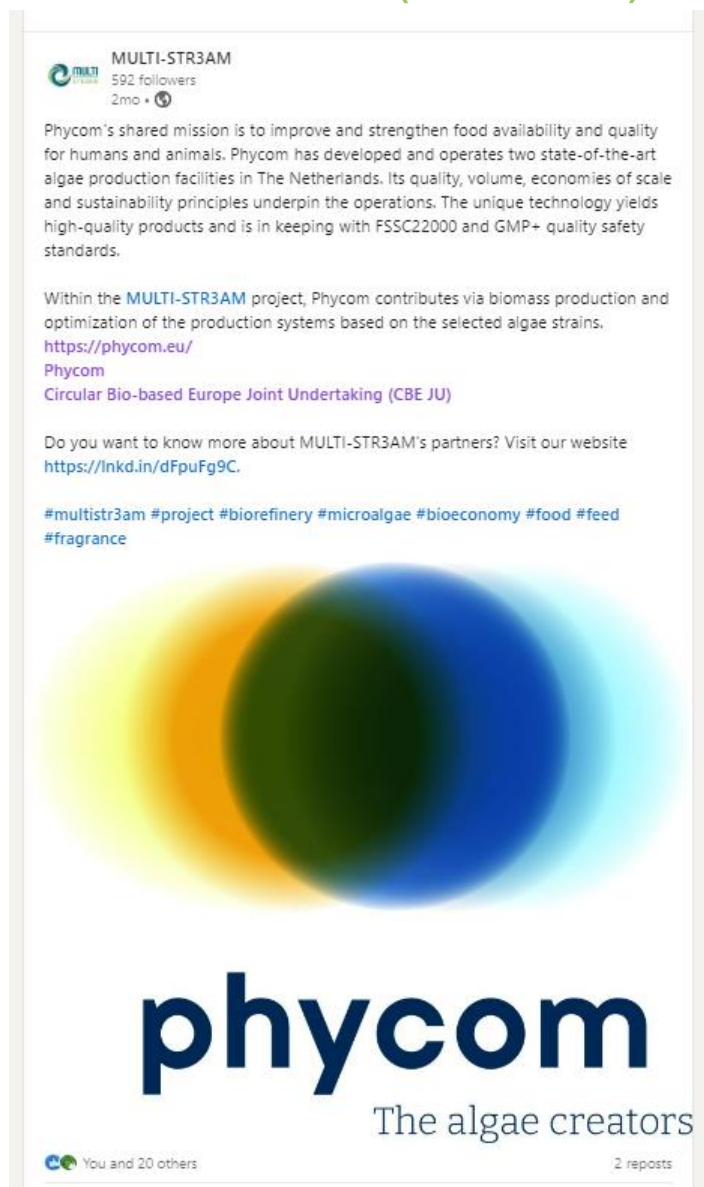 MULTI
MULTI-STR3AM
592 followers
2mo •
Phycom's shared mission is to improve and strengthen food availability and quality
for humans and animals. Phycom has developed and operates two state-of-the-art
algae production facilities in The Netherlands. Its quality, volume, economies of scale
and sustainability principles underpin the operations. The unique technology yields
high-quality products and is in keeping with FSSC22000 and GMP+ quality safety
standards.
Within the MULTI-STR3AM project, Phycom contributes via biomass production and
optimization of the production systems based on the selected algae strains.
https://phycom.eu/
Phycom
Circular Bio-based Europe Joint Undertaking (CBE JU)
Do you want to know more about MULTI-STR3AM's partners? Visit our website
https://lnkd.in/dFpuFg9C.
#multistr3am #project #biorefinery #microalgae #bioeconomy #food #feed
#fragrance
phycom
The algae creators
You and 20 others
2 reposts